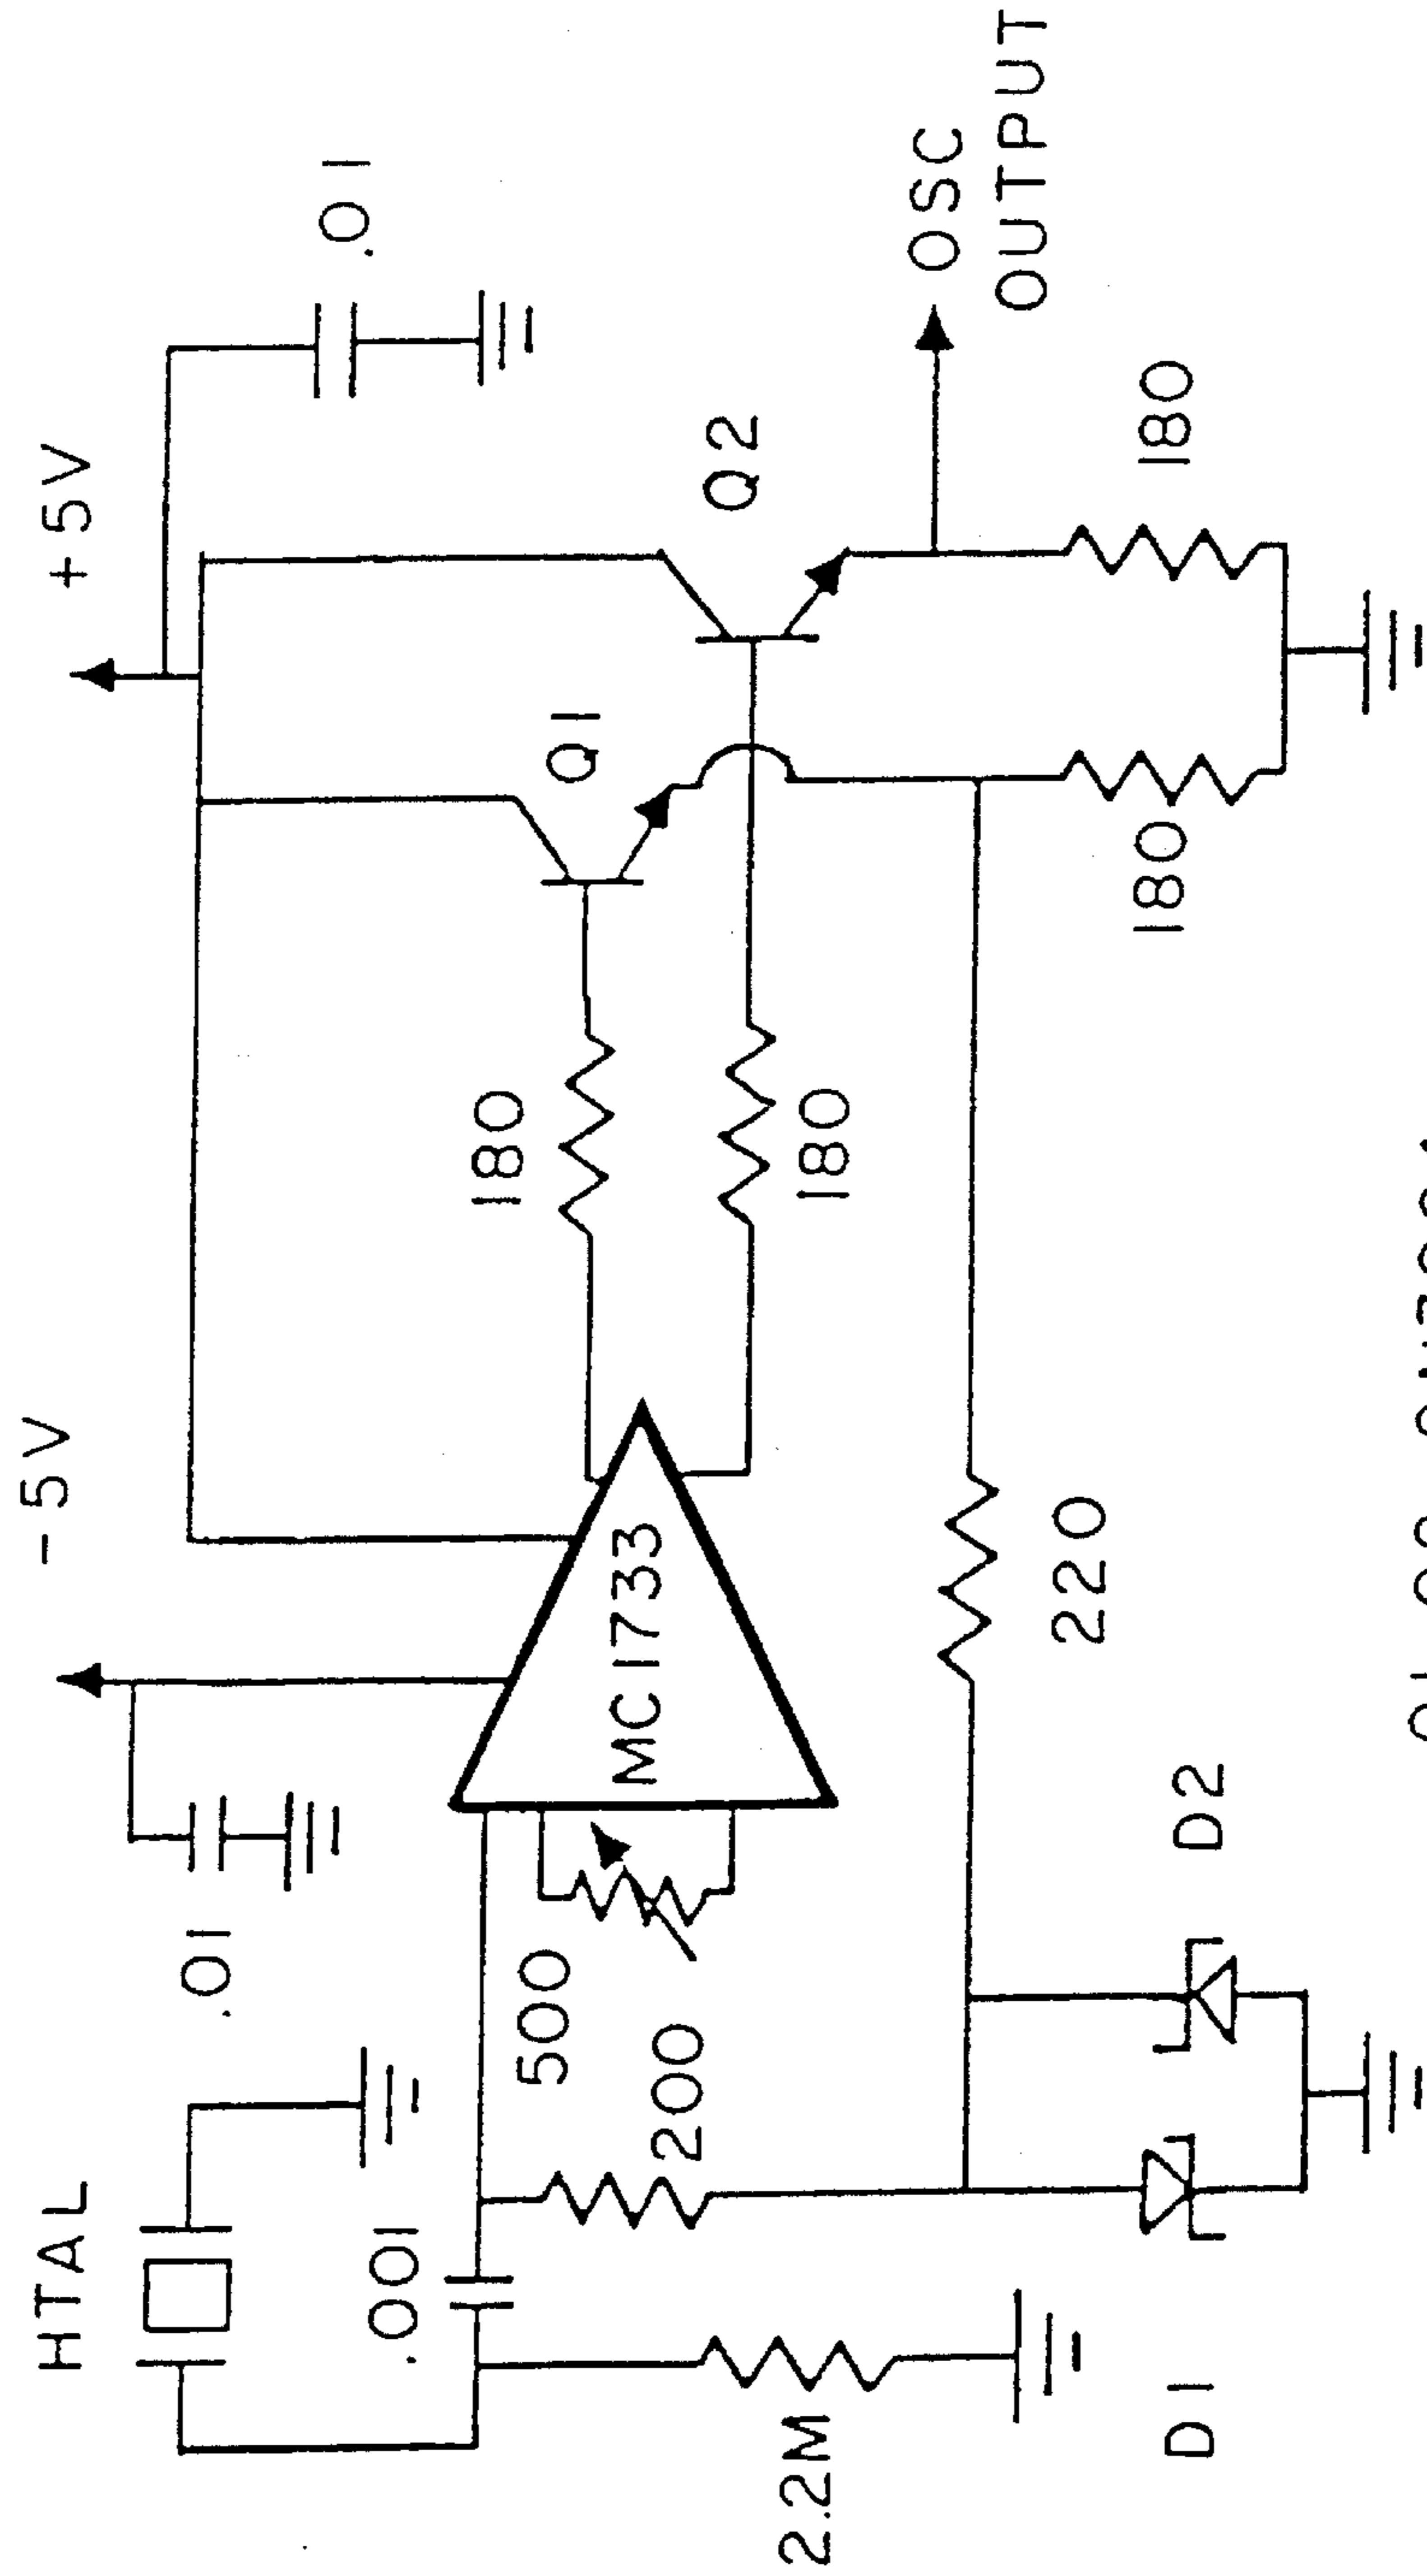 HTAL
-5V
+5V
.01
.01
.001
500
MC1733
180
Q1
Q2
200
180
OSC
OUTPUT
2.2M
220
180
180
D1
D2